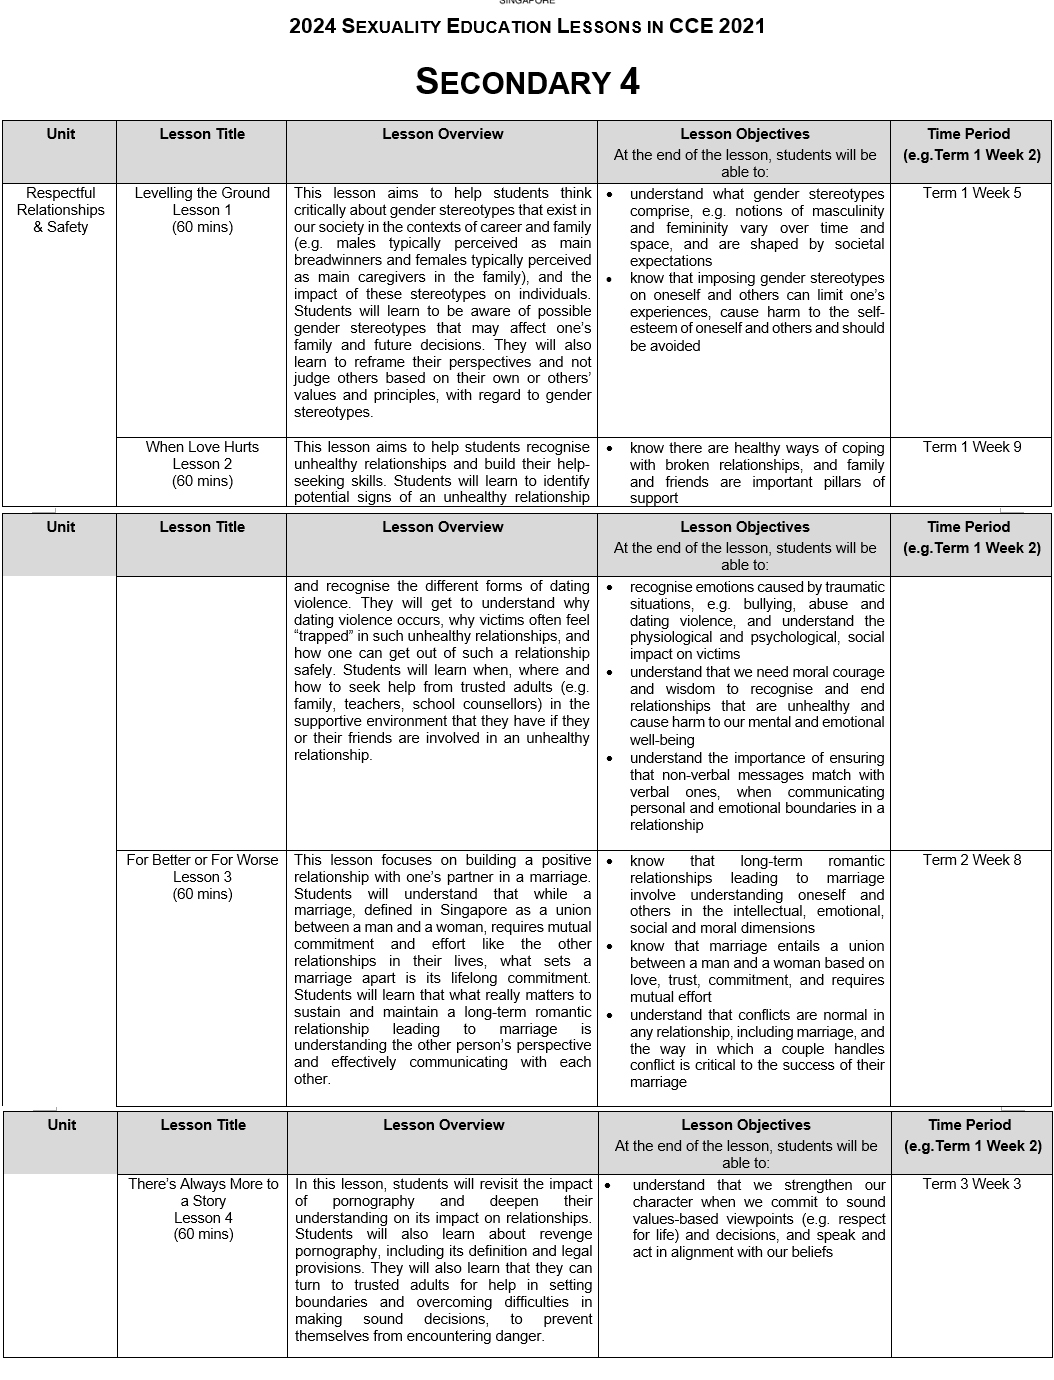 SINGAPORE
2024 SEXUALITY EDUCATION LESSONS IN CCE 2021
SECONDARY 4
Unit
Lesson Title
Lesson Overview
Lesson Objectives
At the end of the lesson, students will be
able to:
Time Period
(e.g.Term 1 Week 2)
Respectful
Relationships
& Safety
Levelling the Ground
Lesson 1
(60 mins)
This lesson aims to help students think
critically about gender stereotypes that exist in
our society in the contexts of career and family
(e.g. males typically perceived as main
breadwinners and females typically perceived
as main caregivers in the family), and the
impact of these stereotypes on individuals.
Students will learn to be aware of possible
gender stereotypes that may affect one's
family and future decisions. They will also
learn to reframe their perspectives and not
judge others based on their own or others'
values and principles, with regard to gender
stereotypes.
• understand what gender stereotypes
comprise, e.g. notions of masculinity
and femininity vary over time and
space, and are shaped by societal
expectations
• know that imposing gender stereotypes
on oneself and others can limit one's
experiences, cause harm to the self-
esteem of oneself and others and should
be avoided
Term 1 Week 5
When Love Hurts
Lesson 2
(60 mins)
This lesson aims to help students recognise
unhealthy relationships and build their help-
seeking skills. Students will learn to identify
potential signs of an unhealthy relationship
• know there are healthy ways of coping
with broken relationships, and family
and friends are important pillars of
support
Term 1 Week 9
Unit
Lesson Title
Lesson Overview
Lesson Objectives
At the end of the lesson, students will be
able to:
Time Period
(e.g.Term 1 Week 2)
and recognise the different forms of dating
violence. They will get to understand why
dating violence occurs, why victims often feel
“trapped” in such unhealthy relationships, and
how one can get out of such a relationship
safely. Students will learn when, where and
how to seek help from trusted adults (e.g.
family, teachers, school counsellors) in the
supportive environment that they have if they
or their friends are involved in an unhealthy
relationship.
• recognise emotions caused by traumatic
situations, e.g. bullying, abuse and
dating violence, and understand the
physiological and psychological, social
impact on victims
• understand that we need moral courage
and wisdom to recognise and end
relationships that are unhealthy and
cause harm to our mental and emotional
well-being
• understand the importance of ensuring
that non-verbal messages match with
verbal ones, when communicating
personal and emotional boundaries in a
relationship
For Better or For Worse
Lesson 3
(60 mins)
This lesson focuses on building a positive
relationship with one's partner in a marriage.
Students will understand that while a
marriage, defined in Singapore as a union
between a man and a woman, requires mutual
commitment and effort like the other
relationships in their lives, what sets a
marriage apart is its lifelong commitment.
Students will learn that what really matters to
sustain and maintain a long-term romantic
relationship leading to marriage is
understanding the other person's perspective
and effectively communicating with each
other.
• know that long-term romantic
relationships leading to marriage
involve understanding oneself and
others in the intellectual, emotional,
social and moral dimensions
• know that marriage entails a union
between a man and a woman based on
love, trust, commitment, and requires
mutual effort
• understand that conflicts are normal in
any relationship, including marriage, and
the way in which a couple handles
conflict is critical to the success of their
marriage
Term 2 Week 8
Unit
Lesson Title
Lesson Overview
Lesson Objectives
At the end of the lesson, students will be
able to:
Time Period
(e.g.Term 1 Week 2)
There's Always More to
a Story
Lesson 4
(60 mins)
In this lesson, students will revisit the impact
of pornography and deepen their
understanding on its impact on relationships.
Students will also learn about revenge
pornography, including its definition and legal
provisions. They will also learn that they can
turn to trusted adults for help in setting
boundaries and overcoming difficulties in
making sound decisions, to prevent
themselves from encountering danger.
• understand that we strengthen our
character when we commit to sound
values-based viewpoints (e.g. respect
for life) and decisions, and speak and
act in alignment with our beliefs
Term 3 Week 3